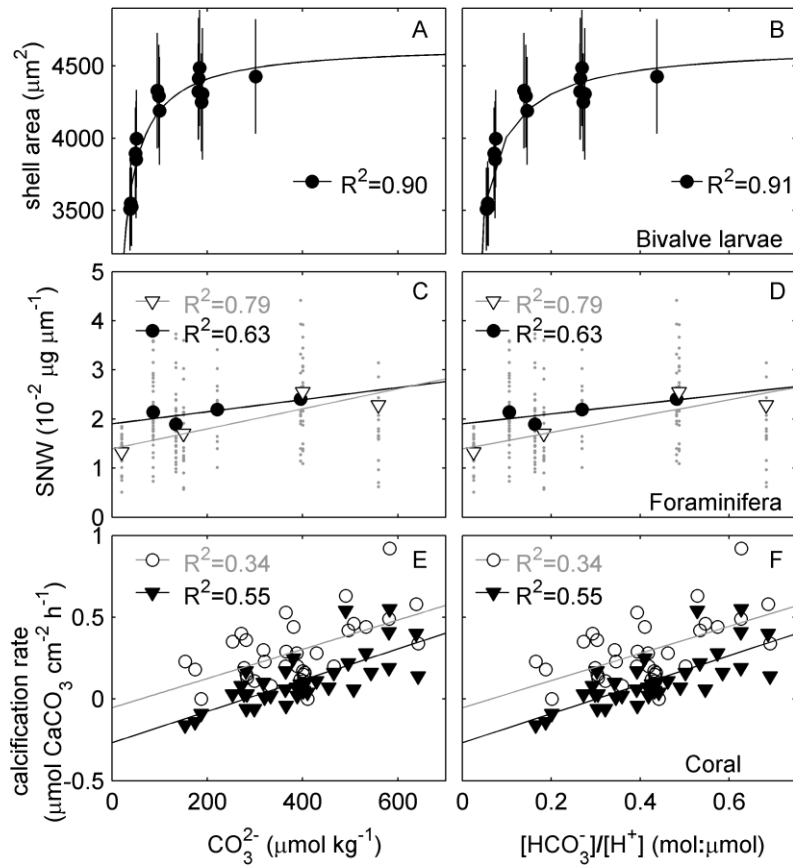 A
B
shell area (μm²)
4500
4000
3500
R²=0.90
R²=0.91
Bivalve larvae
C
D
SNW (10⁻² μg μm⁻¹)
5
4
3
2
1
0
R²=0.79
R²=0.63
R²=0.79
R²=0.63
Foraminifera
E
F
calcification rate
(μmol CaCO₃ cm⁻² h⁻¹)
1
0.5
0
-0.5
R²=0.34
R²=0.55
R²=0.34
R²=0.55
Coral
0 200 400 600
0 0.2 0.4 0.6
CO₃²⁻ (μmol kg⁻¹)
[HCO₃⁻]/[H⁺] (mol:μmol)